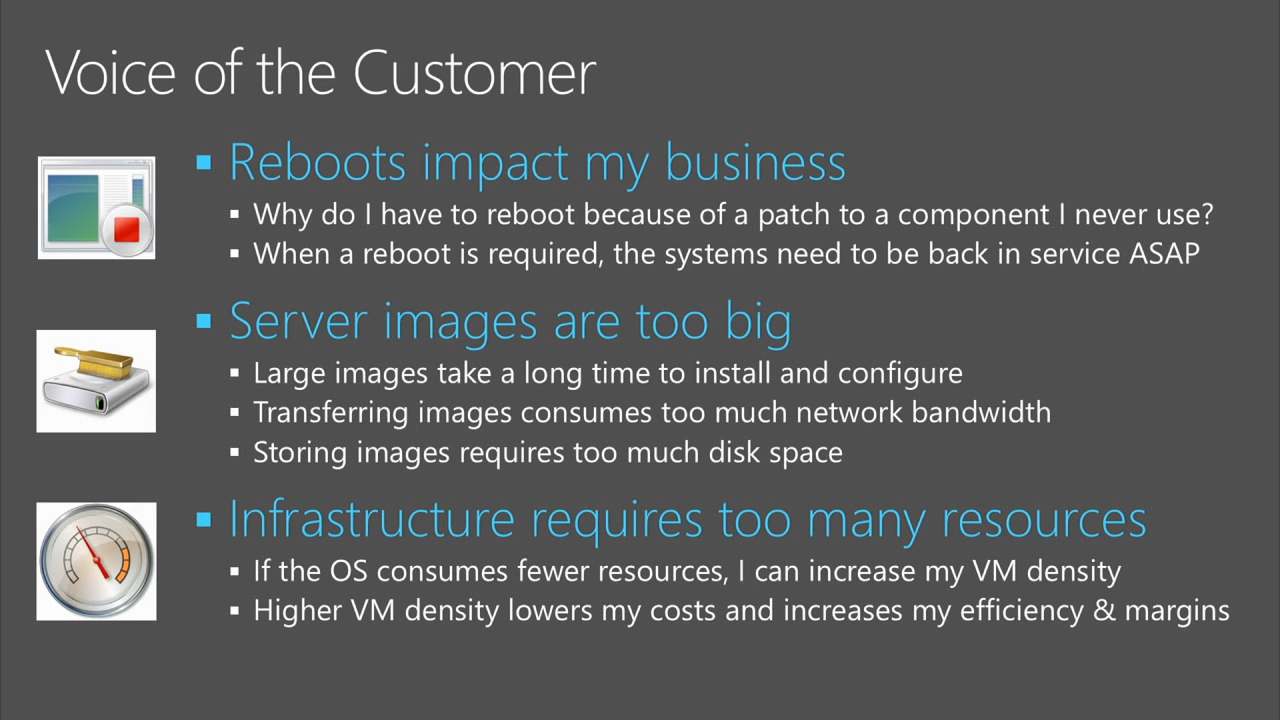 Voice of the Customer
▪ Reboots impact my business
▪ Why do I have to reboot because of a patch to a component I never use?
▪ When a reboot is required, the systems need to be back in service ASAP
▪ Server images are too big
▪ Large images take a long time to install and configure
▪ Transferring images consumes too much network bandwidth
▪ Storing images requires too much disk space
▪ Infrastructure requires too many resources
▪ If the OS consumes fewer resources, I can increase my VM density
▪ Higher VM density lowers my costs and increases my efficiency & margins